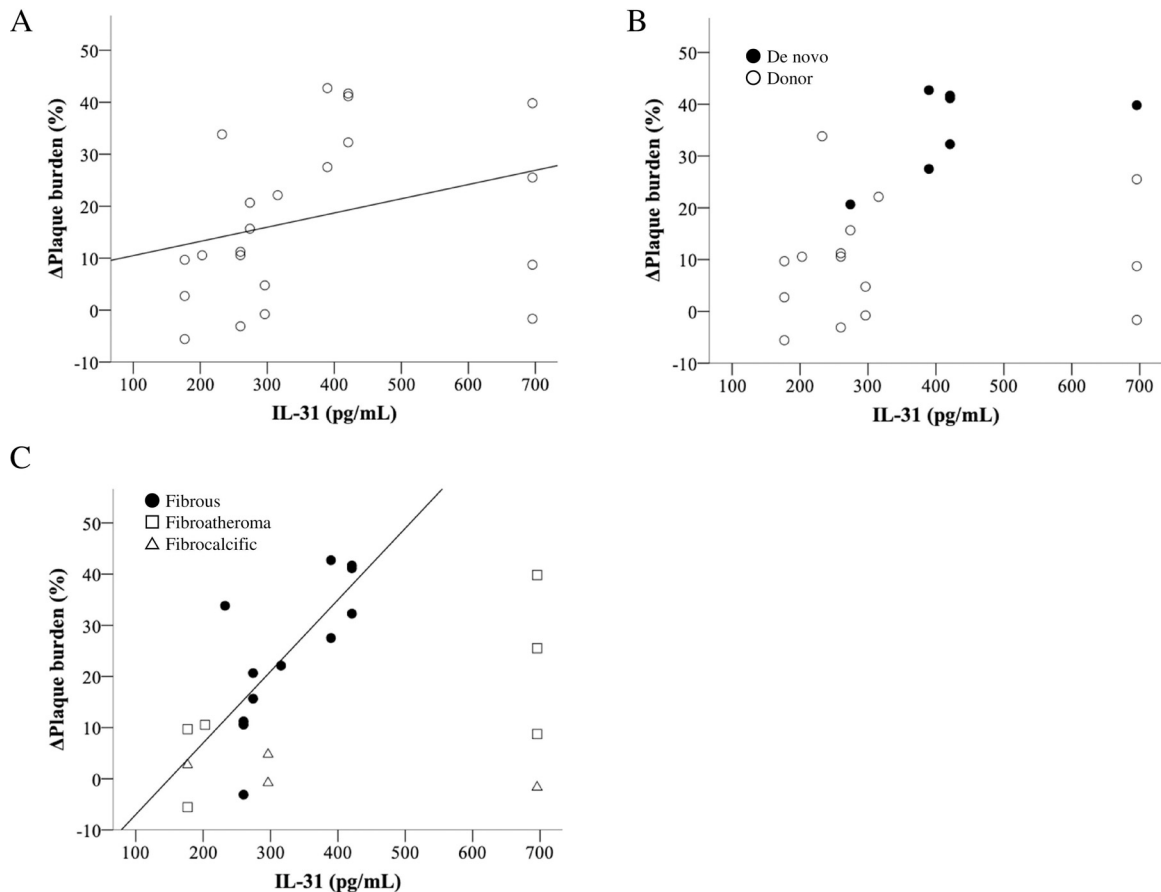 A
ΔPlaque burden (%)
50
40
30
20
10
0
-10
100 200 300 400 500 600 700
IL-31 (pg/mL)
B
De novo
Donor
ΔPlaque burden (%)
50
40
30
20
10
0
-10
100 200 300 400 500 600 700
IL-31 (pg/mL)
C
Fibrous
Fibroatheroma
Fibrocalcific
ΔPlaque burden (%)
50
40
30
20
10
0
-10
100 200 300 400 500 600 700
IL-31 (pg/mL)